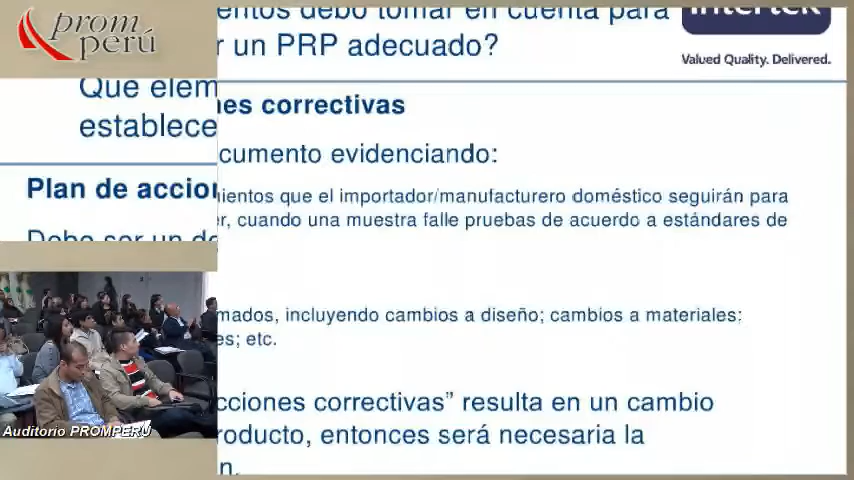 prom
perú
entos debo tomar en cuenta para
r un PRP adecuado?
intertek
Valued Quality. Delivered.
Que elem
establece
nes correctivas
cumento evidenciando:
Plan de accion
ientos que el importador/manufacturero doméstico seguirán para
r, cuando una muestra falle pruebas de acuerdo a estándares de
Debe ser un do
mados, incluyendo cambios a diseño; cambios a materiales;
es; etc.
cciones correctivas” resulta en un cambio
roducto, entonces será necesaria la
n.
Auditorio PROMPERÚ